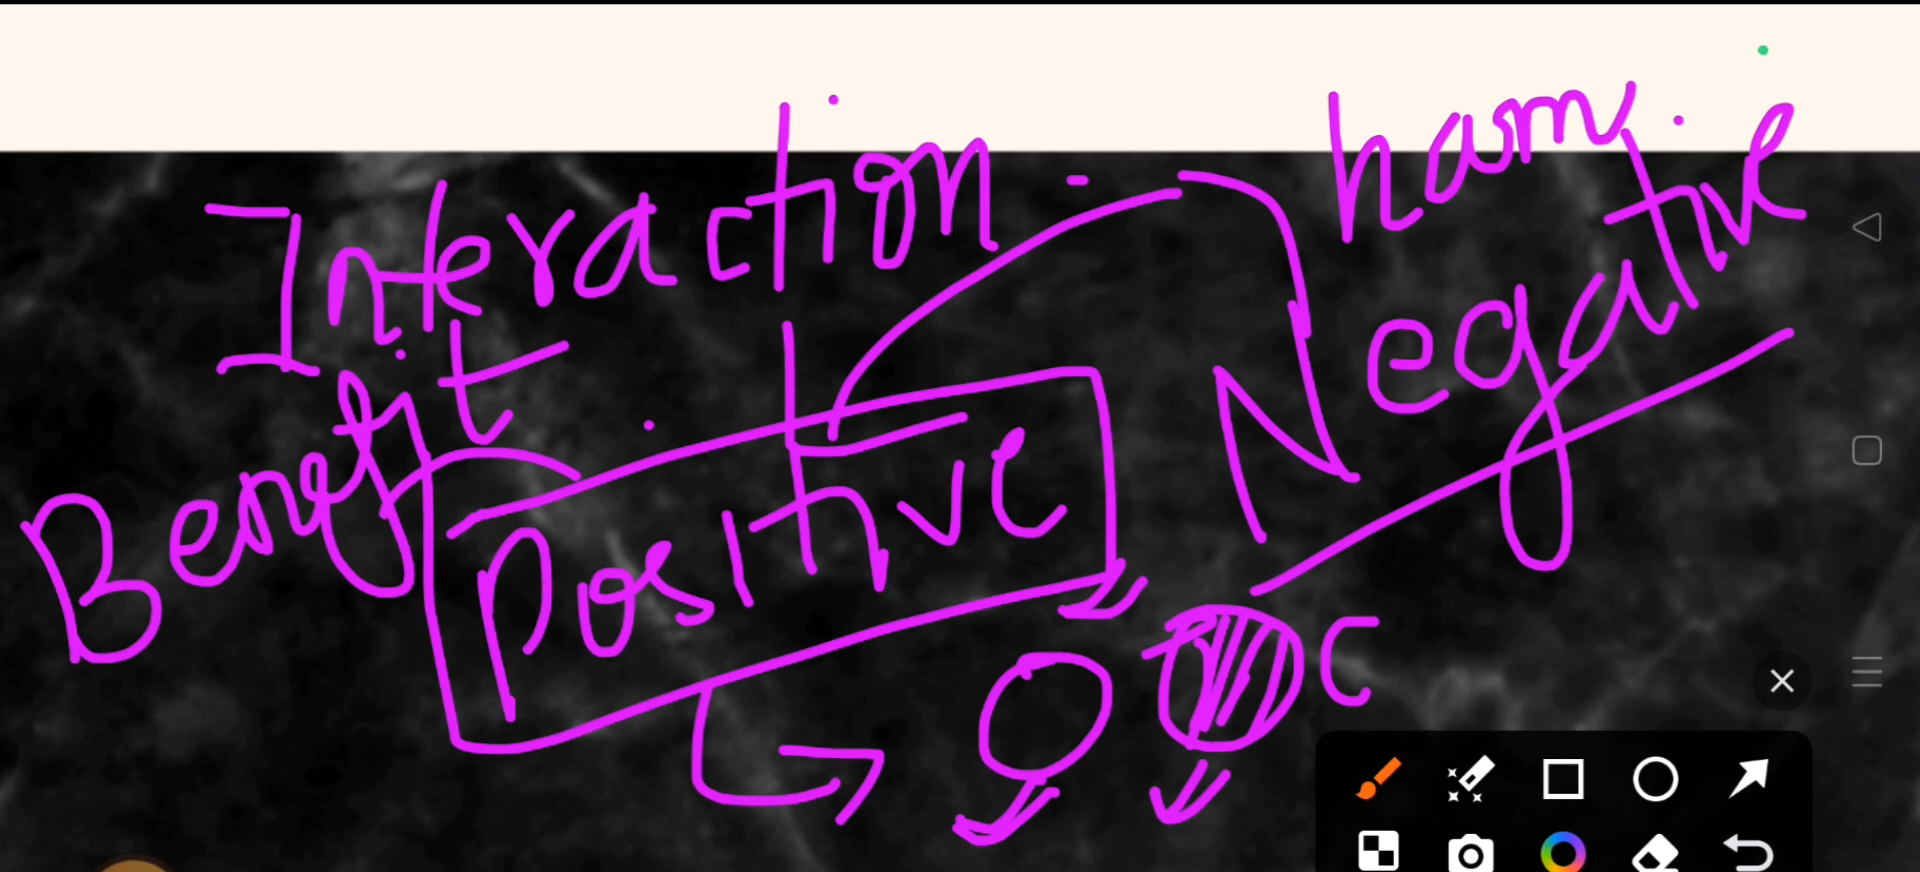 Interaction
harm
Negative
Benefit
Positive
C